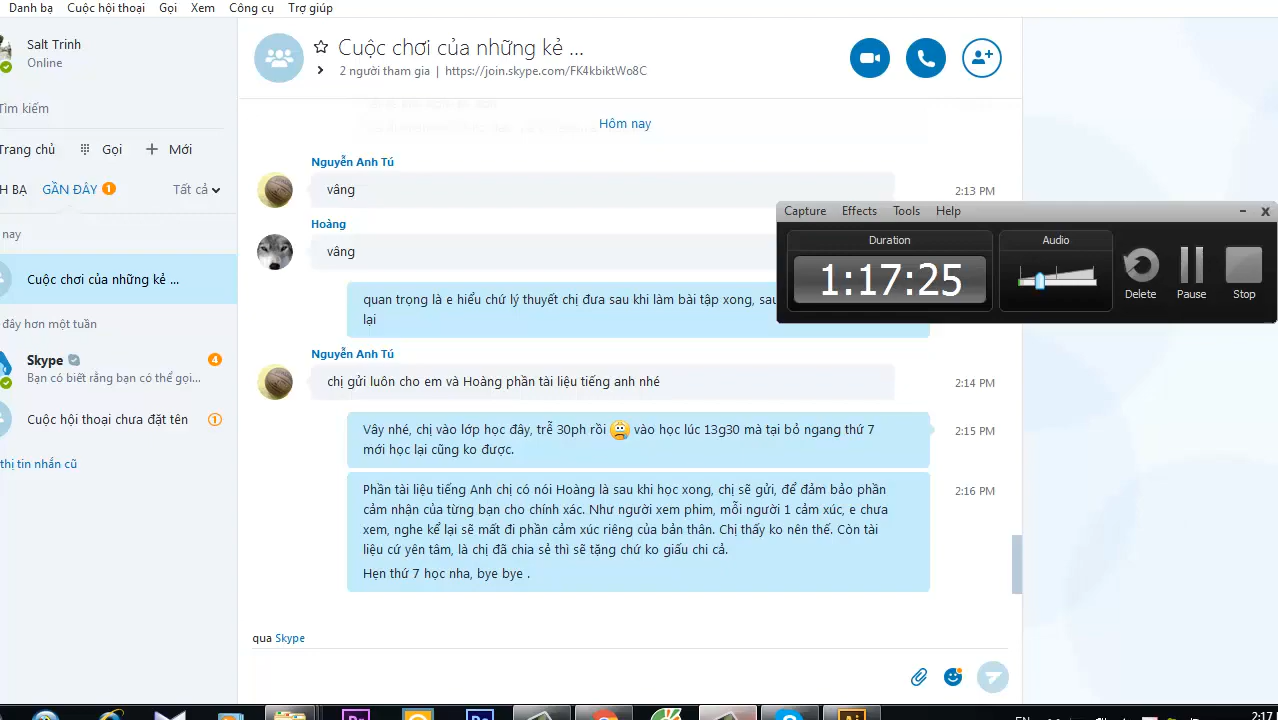 Danh bạ Cuộc hội thoại Gọi Xem Công cụ Trợ giúp
Salt Trinh
Online
Tìm kiếm
Trang chủ Gọi Mới
H BẠ GẦN ĐÂY 1 Tất cả
nay
Cuộc chơi của những kẻ ...
đây hơn một tuần
Skype 4
Bạn có biết rằng bạn có thể gọi...
Cuộc hội thoại chưa đặt tên 1
thị tin nhắn cũ
Cuộc chơi của những kẻ ...
2 người tham gia | https://join.skype.com/FK4kbiktWo8C
Hôm nay
Nguyễn Anh Tú
vâng 2:13 PM
Hoàng
vâng
quan trọng là e hiểu chứ lý thuyết chị đưa sau khi làm bài tập xong, sau
lại
Nguyễn Anh Tú
chị gửi luôn cho em và Hoàng phần tài liệu tiếng anh nhé 2:14 PM
Vây nhé, chị vào lớp học đây, trễ 30ph rồi vào học lúc 13g30 mà tại bỏ ngang thứ 7 2:15 PM
mới học lại cũng ko được.
Phần tài liệu tiếng Anh chị có nói Hoàng là sau khi học xong, chị sẽ gửi, để đảm bảo phần 2:16 PM
cảm nhận của từng bạn cho chính xác. Như người xem phim, mỗi người 1 cảm xúc, e chưa
xem, nghe kể lại sẽ mất đi phần cảm xúc riêng của bản thân. Chị thấy ko nên thế. Còn tài
liệu cứ yên tâm, là chị đã chia sẻ thì sẽ tặng chứ ko giấu chi cả.
Hẹn thứ 7 học nha, bye bye .
qua Skype
Capture Effects Tools Help
Duration Audio
1:17:25
Delete Pause Stop
EN 2:17